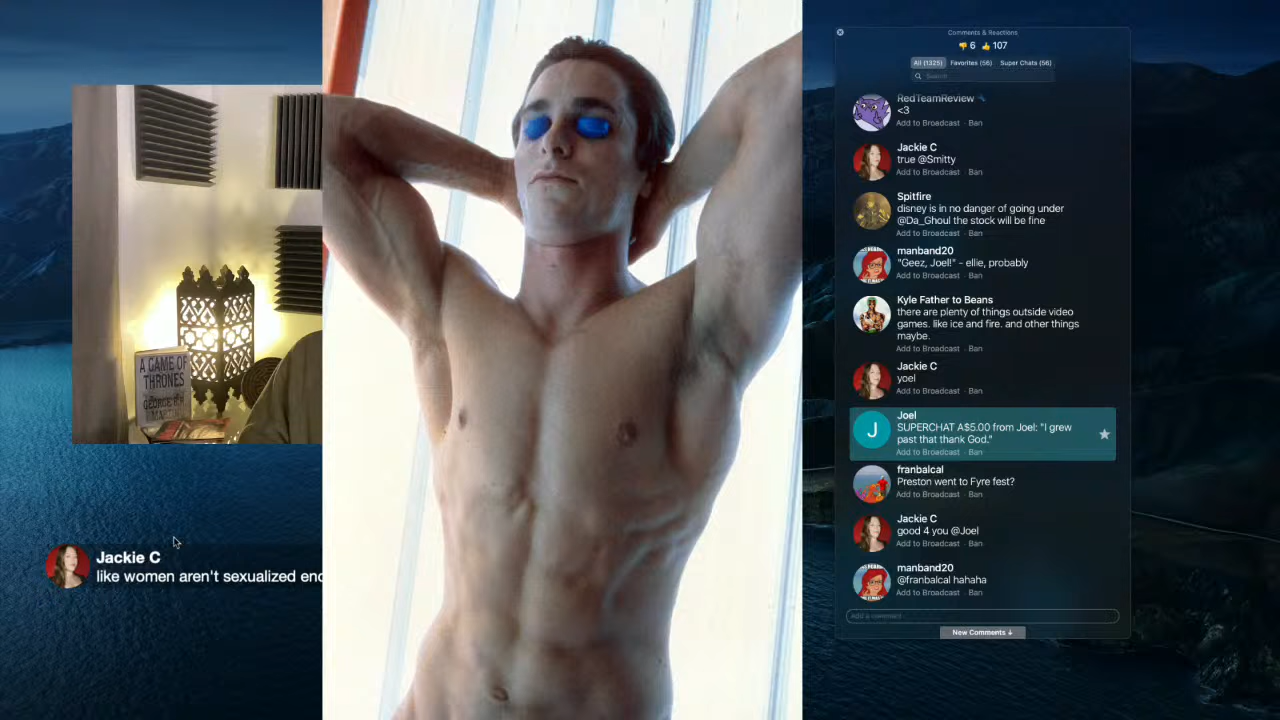 A GAME OF
THRONES
GEORGE R R
MARTIN
Jackie C
like women aren't sexualized eno
Comments & Reactions
6 107
All (1325) Favorites (56) Super Chats (56)
Search
RedTeamReview
<3
Add to Broadcast · Ban
Jackie C
true @Smitty
Add to Broadcast · Ban
Spitfire
disney is in no danger of going under
@Da_Ghoul the stock will be fine
Add to Broadcast · Ban
manband20
"Geez, Joel!" - ellie, probably
Add to Broadcast · Ban
Kyle Father to Beans
there are plenty of things outside video
games. like ice and fire. and other things
maybe.
Add to Broadcast · Ban
Jackie C
yoel
Add to Broadcast · Ban
J
Joel
SUPERCHAT A$5.00 from Joel: "I grew
past that thank God."
Add to Broadcast · Ban
franbalcal
Preston went to Fyre fest?
Add to Broadcast · Ban
Jackie C
good 4 you @Joel
Add to Broadcast · Ban
manband20
@franbalcal hahaha
Add to Broadcast · Ban
Add a comment
New Comments ↓